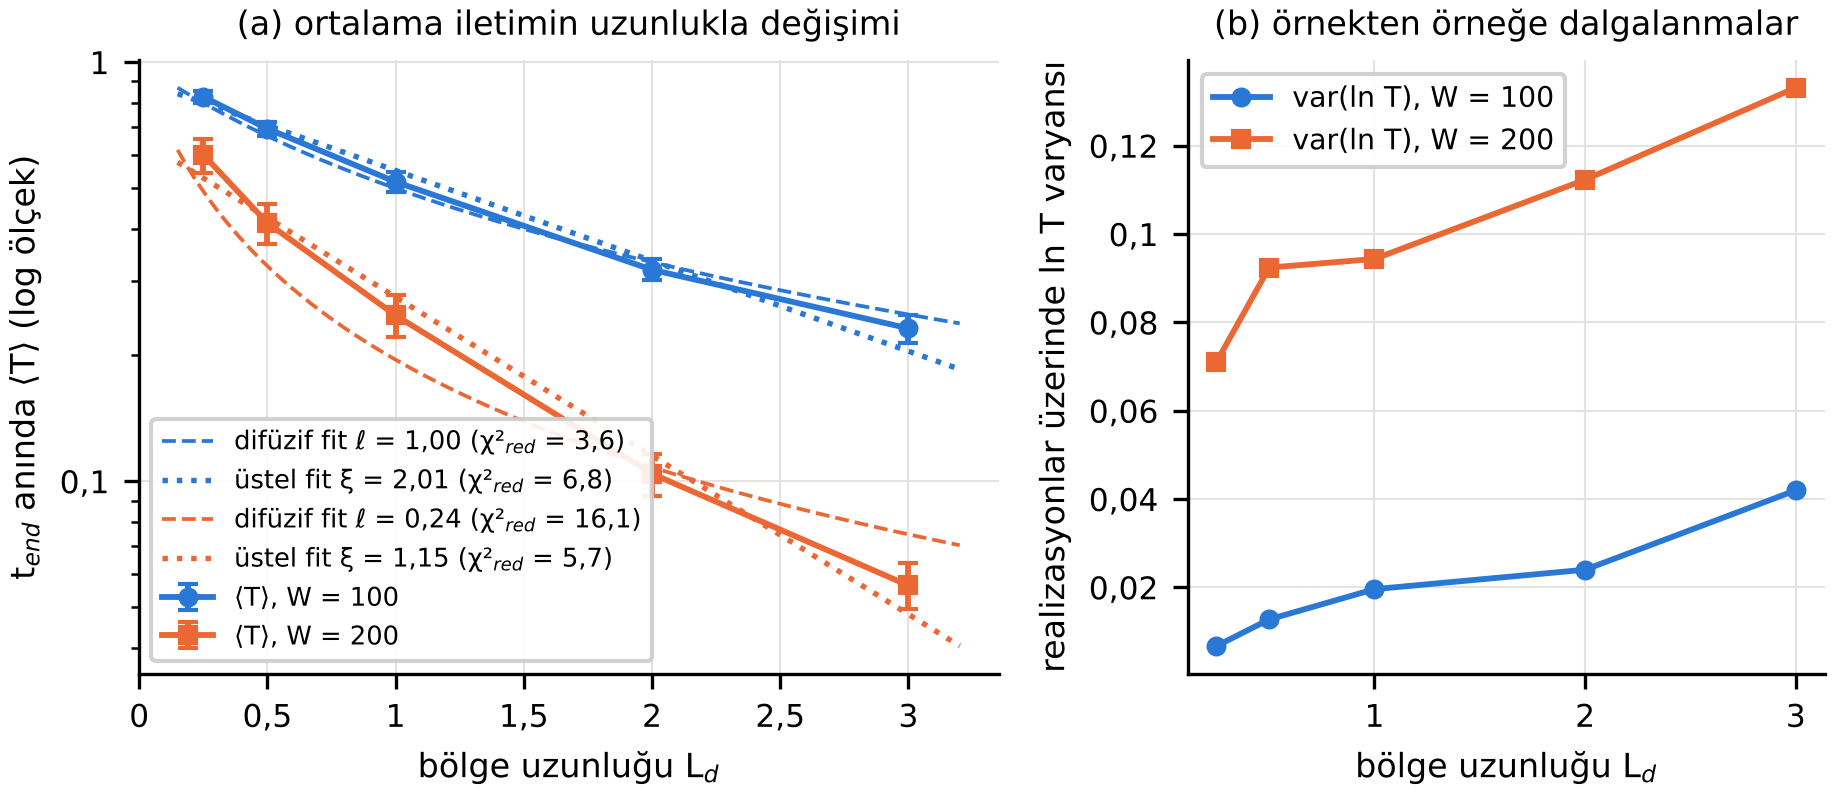 (a) ortalama iletimin uzunlukla değişimi
t_end anında ⟨T⟩ (log ölçek)
1
0,1
difüzif fit ℓ = 1,00 (χ²_red = 3,6)
üstel fit ξ = 2,01 (χ²_red = 6,8)
difüzif fit ℓ = 0,24 (χ²_red = 16,1)
üstel fit ξ = 1,15 (χ²_red = 5,7)
⟨T⟩, W = 100
⟨T⟩, W = 200
0 0,5 1 1,5 2 2,5 3
bölge uzunluğu L_d
(b) örnekten örneğe dalgalanmalar
realizasyonlar üzerinde ln T varyansı
var(ln T), W = 100
var(ln T), W = 200
0,12
0,1
0,08
0,06
0,04
0,02
1 2 3
bölge uzunluğu L_d